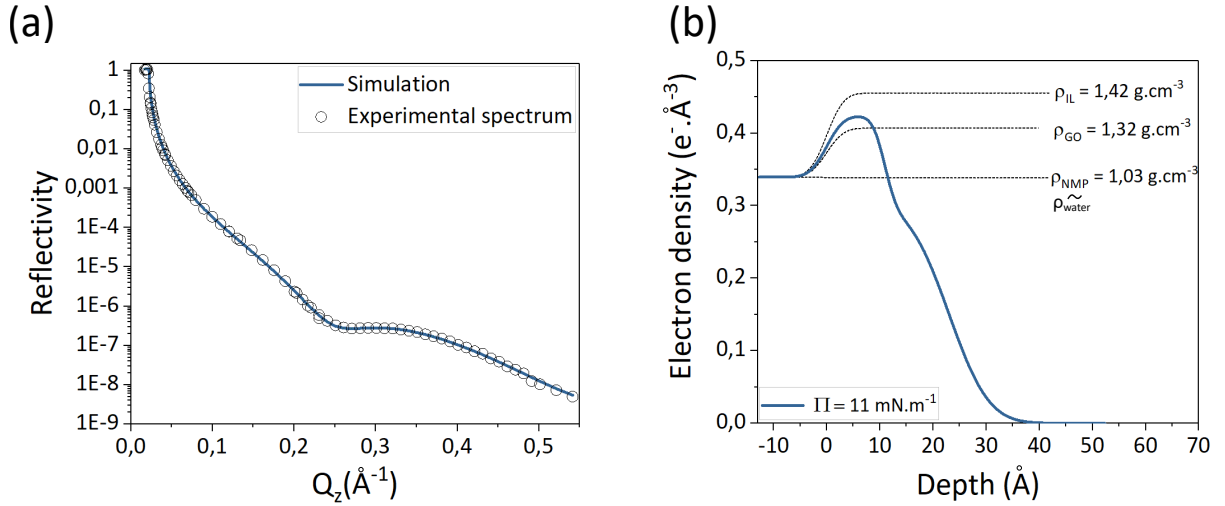 (a)
Reflectivity
1
0,1
0,01
0,001
1E-4
1E-5
1E-6
1E-7
1E-8
1E-9
Simulation
Experimental spectrum
0,0 0,1 0,2 0,3 0,4 0,5
Qz(Å-1)
(b)
Electron density (e-.Å-3)
0,5
0,4
0,3
0,2
0,1
0,0
ρIL = 1,42 g.cm-3
ρGO = 1,32 g.cm-3
ρNMP = 1,03 g.cm-3
ρ~water
Π = 11 mN.m-1
-10 0 10 20 30 40 50 60 70
Depth (Å)